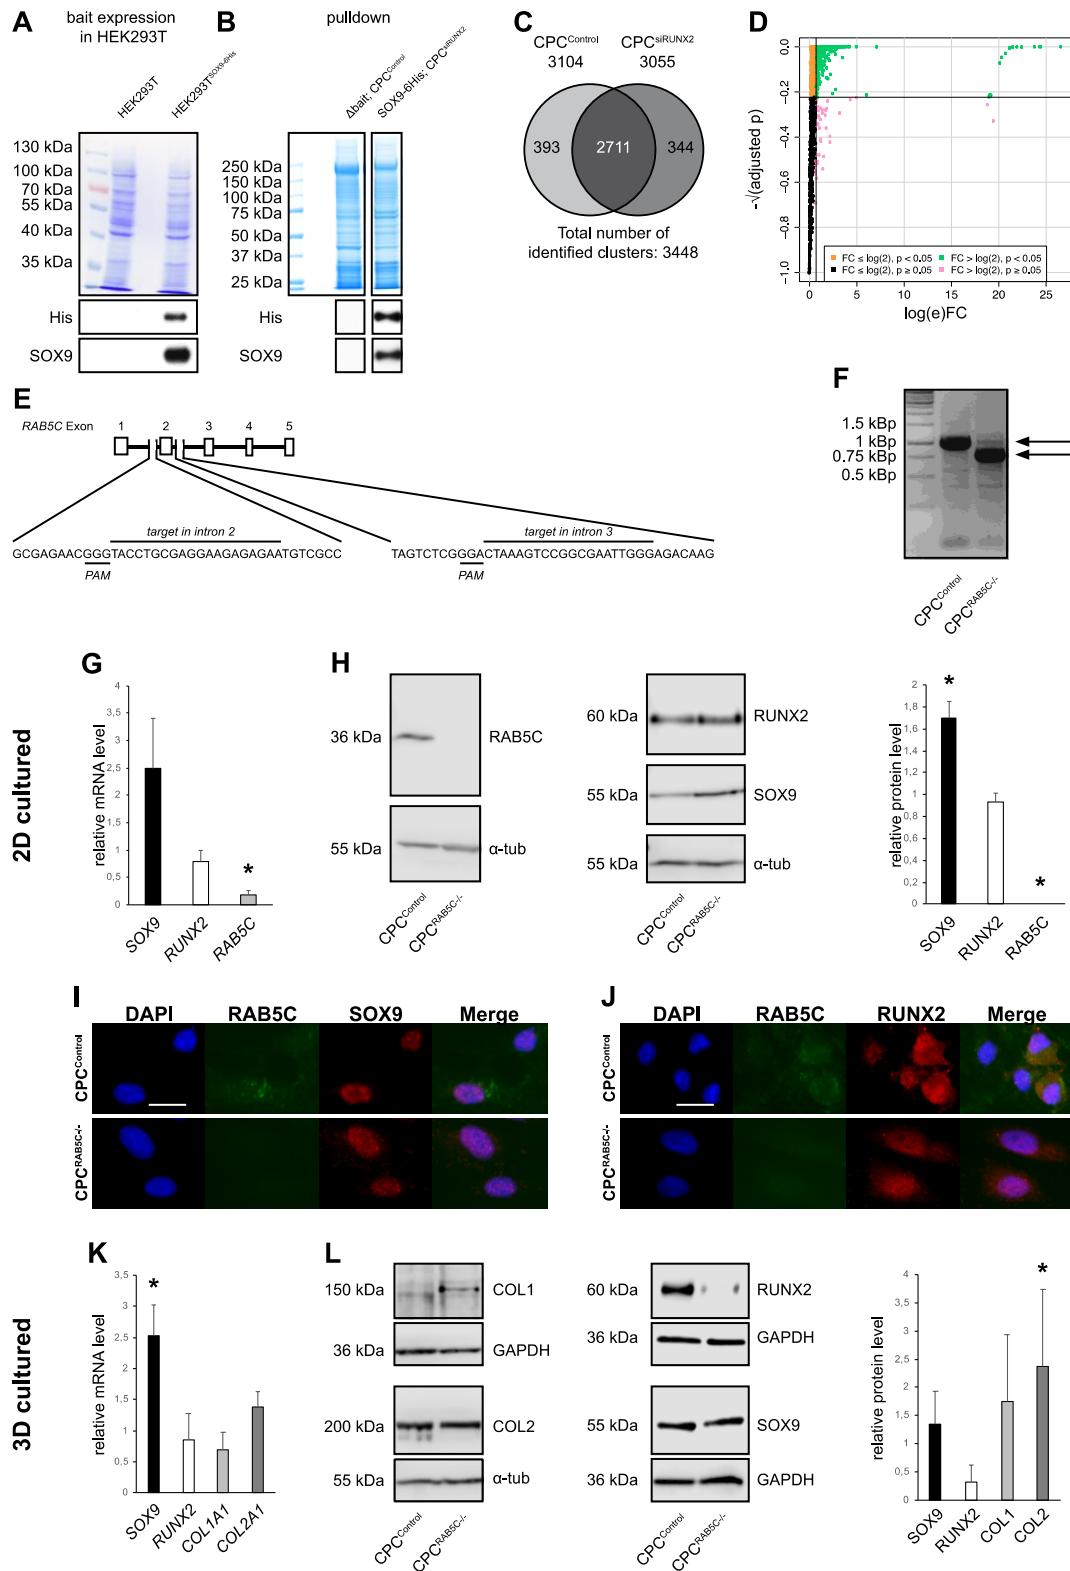 A
bait expression
in HEK293T
HEK293T
HEK293T^SOX9-6His
130 kDa
100 kDa
70 kDa
55 kDa
40 kDa
35 kDa
His
SOX9
B
pulldown
Δbait; CPC^Control
SOX9-6His; CPC^siRUNX2
250 kDa
150 kDa
100 kDa
75 kDa
50 kDa
37 kDa
25 kDa
His
SOX9
C
CPC^Control
3104
CPC^siRUNX2
3055
393
2711
344
Total number of
identified clusters: 3448
D
-√(adjusted p)
0.0
−0.2
−0.4
−0.6
−0.8
−1.0
FC ≤ log(2), p < 0.05
FC > log(2), p < 0.05
FC ≤ log(2), p ≥ 0.05
FC > log(2), p ≥ 0.05
0
5
10
15
20
25
log(e)FC
E
RAB5C Exon
1
2
3
4
5
target in intron 2
GCGAGAACGGGTACCTGCGAGGAAGAGAGAATGTCGCC
PAM
target in intron 3
TAGTCTCGGGACTAAAGTCCGGCGAATTGGGAGACAAG
PAM
F
1.5 kBp
1 kBp
0.75 kBp
0.5 kBp
CPC^Control
CPC^RAB5C-/-
2D cultured
G
relative mRNA level
4
3,5
3
2,5
2
1,5
1
0,5
0
*
SOX9
RUNX2
RAB5C
H
36 kDa
RAB5C
55 kDa
α-tub
CPC^Control
CPC^RAB5C-/-
60 kDa
RUNX2
55 kDa
SOX9
55 kDa
α-tub
CPC^Control
CPC^RAB5C-/-
relative protein level
2
1,8
1,6
1,4
1,2
1
0,8
0,6
0,4
0,2
0
*
*
SOX9
RUNX2
RAB5C
I
DAPI
RAB5C
SOX9
Merge
CPC^Control
CPC^RAB5C-/-
J
DAPI
RAB5C
RUNX2
Merge
CPC^Control
CPC^RAB5C-/-
3D cultured
K
relative mRNA level
3,5
3
2,5
2
1,5
1
0,5
0
*
SOX9
RUNX2
COL1A1
COL2A1
L
150 kDa
COL1
36 kDa
GAPDH
200 kDa
COL2
55 kDa
α-tub
CPC^Control
CPC^RAB5C-/-
60 kDa
RUNX2
36 kDa
GAPDH
55 kDa
SOX9
36 kDa
GAPDH
CPC^Control
CPC^RAB5C-/-
relative protein level
4
3,5
3
2,5
2
1,5
1
0,5
0
*
SOX9
RUNX2
COL1
COL2